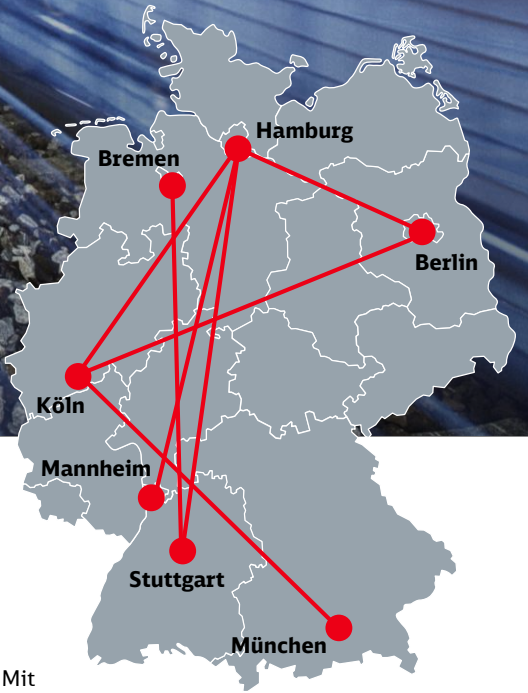 Hamburg
Bremen
Berlin
Köln
Mannheim
Stuttgart
München
Mit